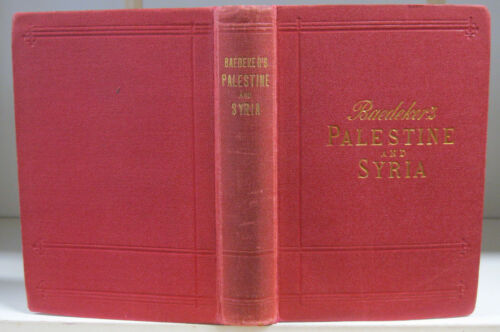 BAEDEKER'S
PALESTINE
AND
SYRIA
Baedeker's
PALESTINE
AND
SYRIA